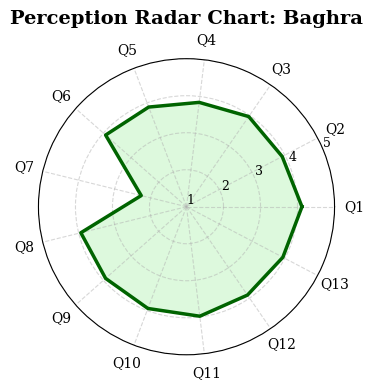 Perception Radar Chart: Baghra
Q4
Q5
Q3
Q6
Q2
5
4
Q7
3
2
1
Q1
Q8
Q13
Q9
Q12
Q10
Q11